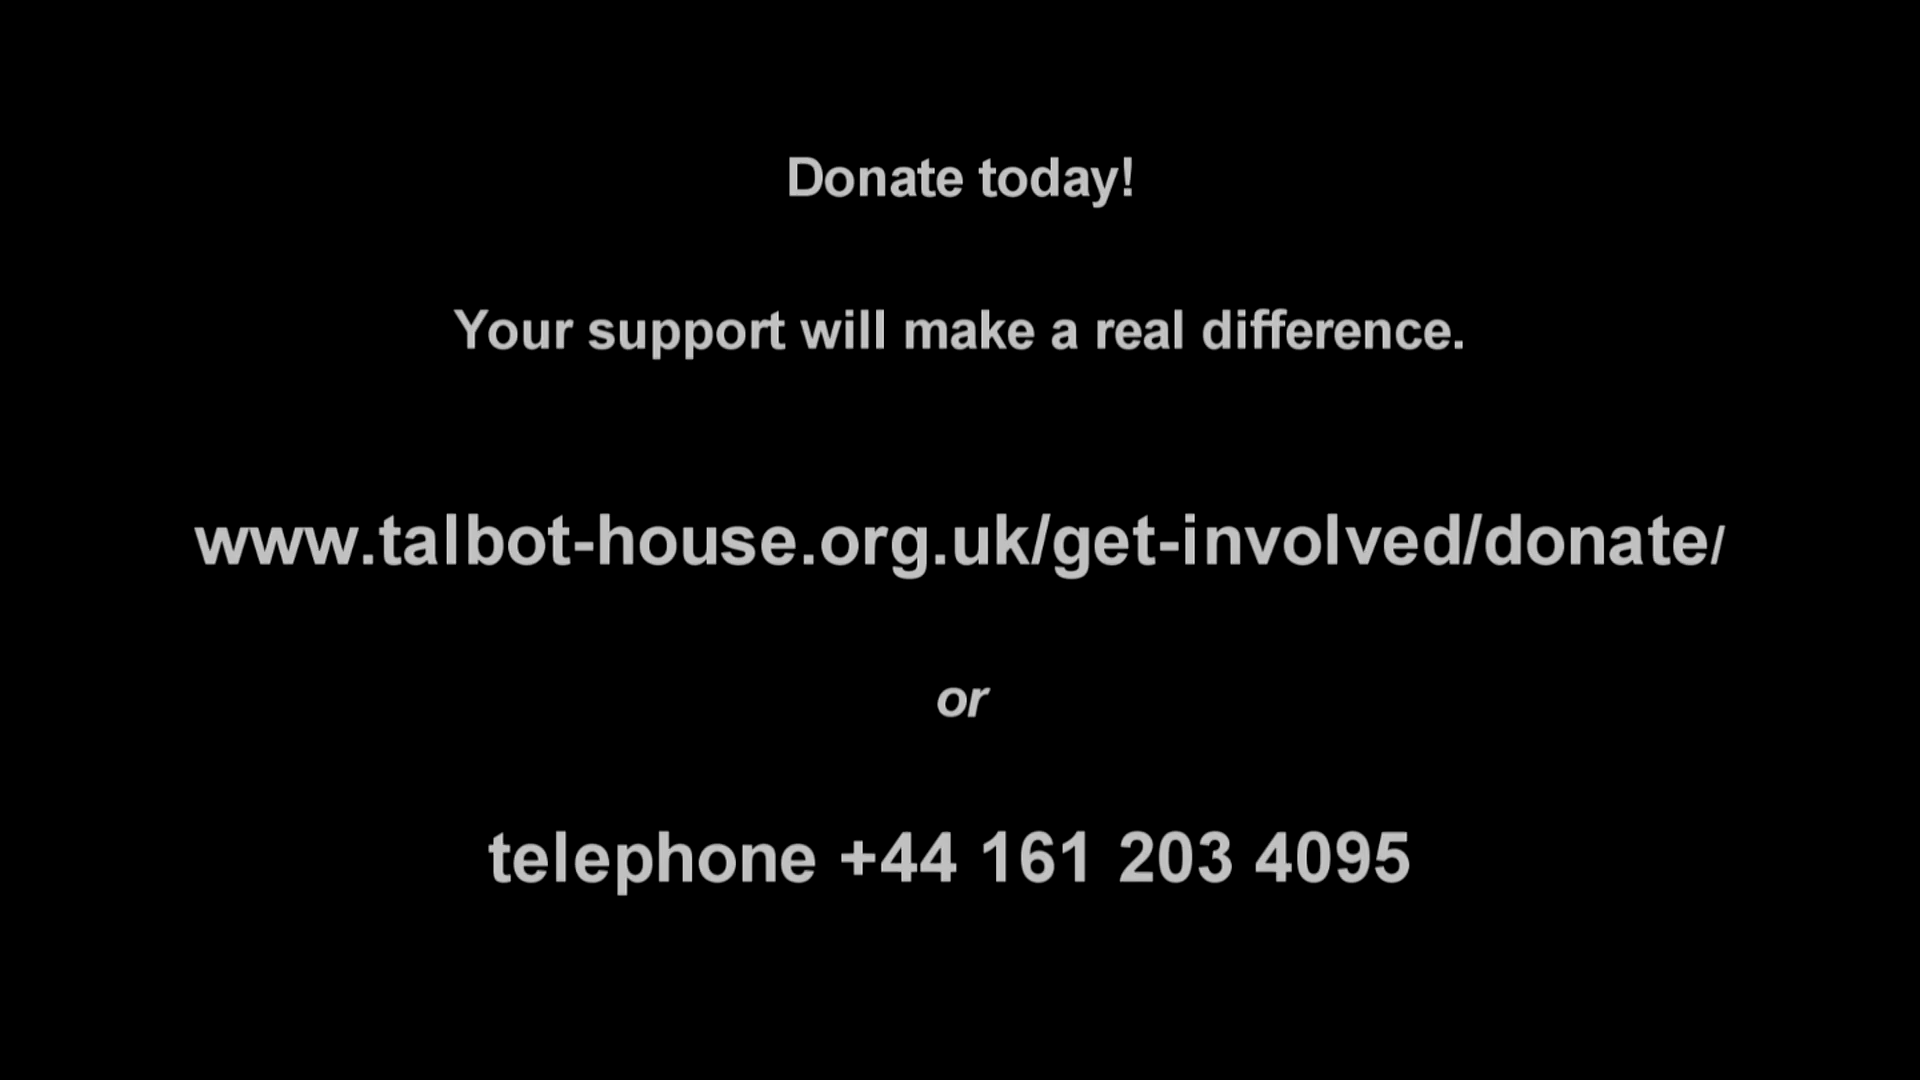 Donate today!
Your support will make a real difference.
www.talbot-house.org.uk/get-involved/donate/
or
telephone +44 161 203 4095